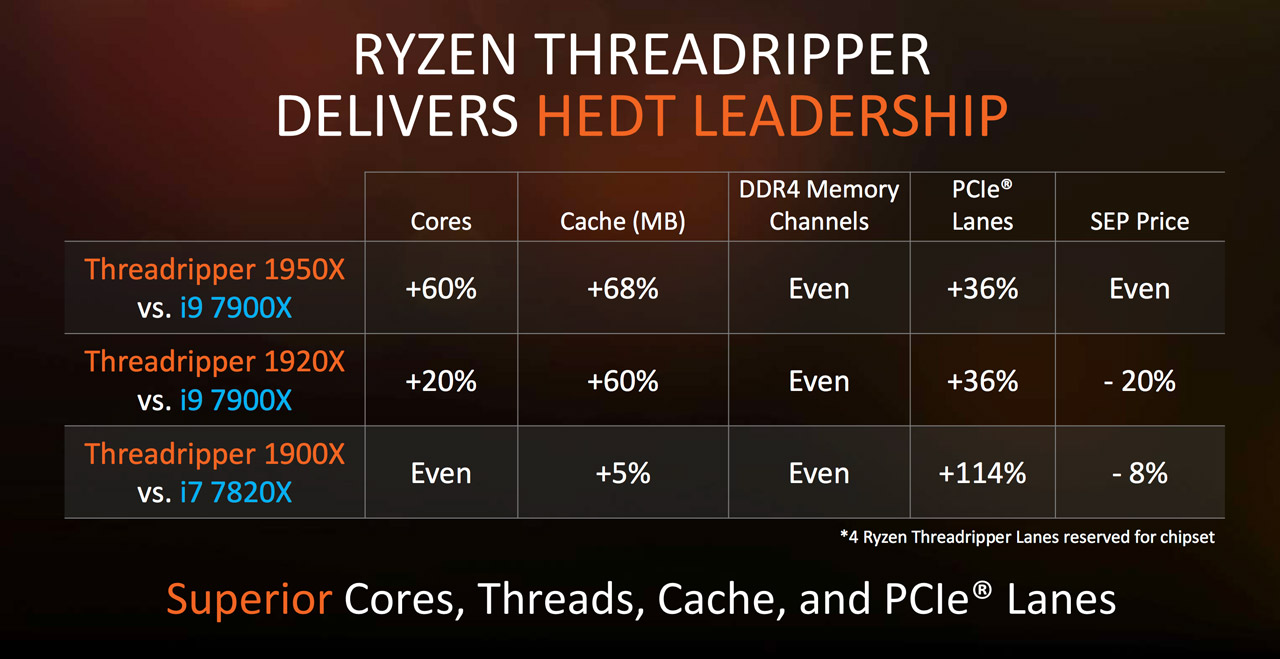 RYZEN THREADRIPPER
DELIVERS HEDT LEADERSHIP
Cores
Cache (MB)
DDR4 Memory
Channels
PCIe®
Lanes
SEP Price
Threadripper 1950X
vs. i9 7900X
+60%
+68%
Even
+36%
Even
Threadripper 1920X
vs. i9 7900X
+20%
+60%
Even
+36%
- 20%
Threadripper 1900X
vs. i7 7820X
Even
+5%
Even
+114%
- 8%
*4 Ryzen Threadripper Lanes reserved for chipset
Superior Cores, Threads, Cache, and PCIe® Lanes